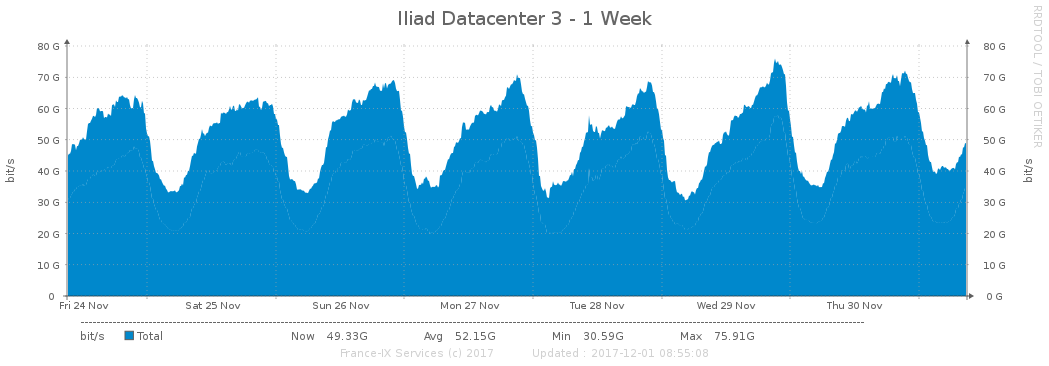 Iliad Datacenter 3 - 1 Week
RRDTOOL / TOBI OETIKER
80 G 80 G
70 G 70 G
60 G 60 G
50 G 50 G
40 G 40 G
30 G 30 G
20 G 20 G
10 G 10 G
0 0 G
bit/s bit/s
Fri 24 Nov Sat 25 Nov Sun 26 Nov Mon 27 Nov Tue 28 Nov Wed 29 Nov Thu 30 Nov
bit/s Total Now 49.33G Avg 52.15G Min 30.59G Max 75.91G
France-IX Services (c) 2017 Updated : 2017-12-01 08:55:08